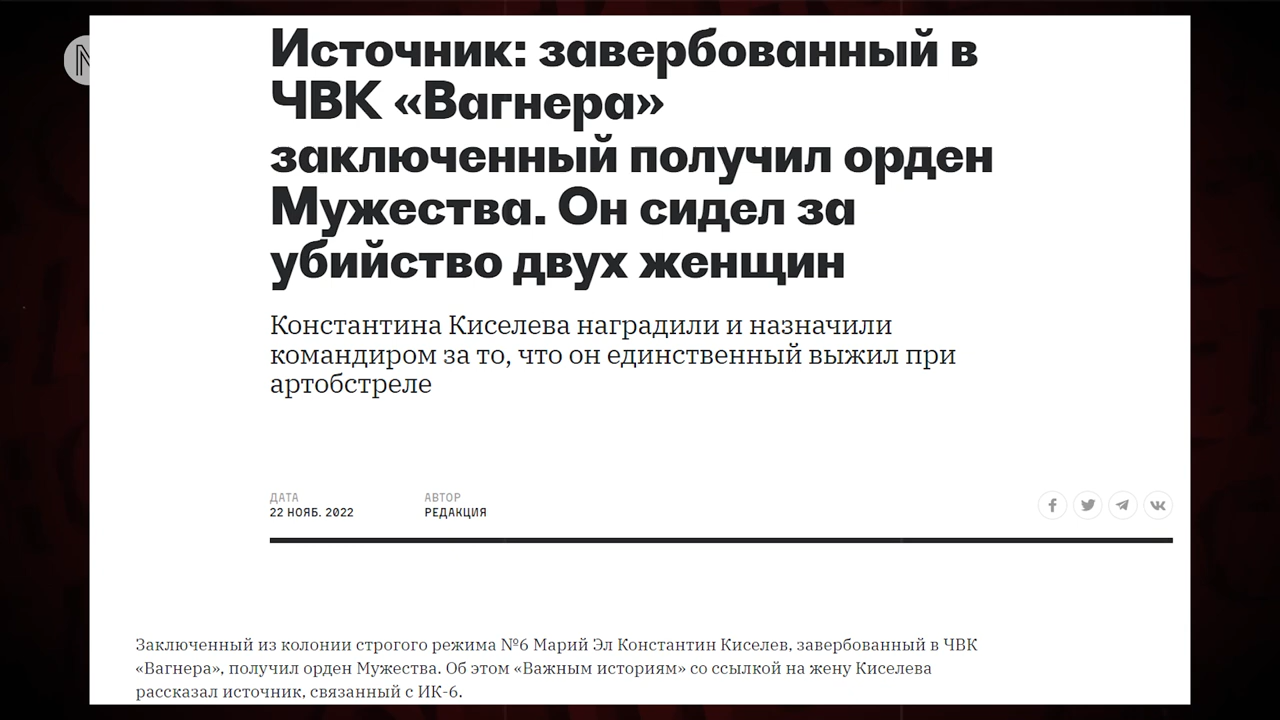 Источник: завербованный в
ЧВК «Вагнера»
заключенный получил орден
Мужества. Он сидел за
убийство двух женщин
Константина Киселева наградили и назначили
командиром за то, что он единственный выжил при
артобстреле
ДАТА
22 НОЯБ. 2022
АВТОР
РЕДАКЦИЯ
Заключенный из колонии строгого режима №6 Марий Эл Константин Киселев, завербованный в ЧВК
«Вагнера», получил орден Мужества. Об этом «Важным историям» со ссылкой на жену Киселева
рассказал источник, связанный с ИК-6.